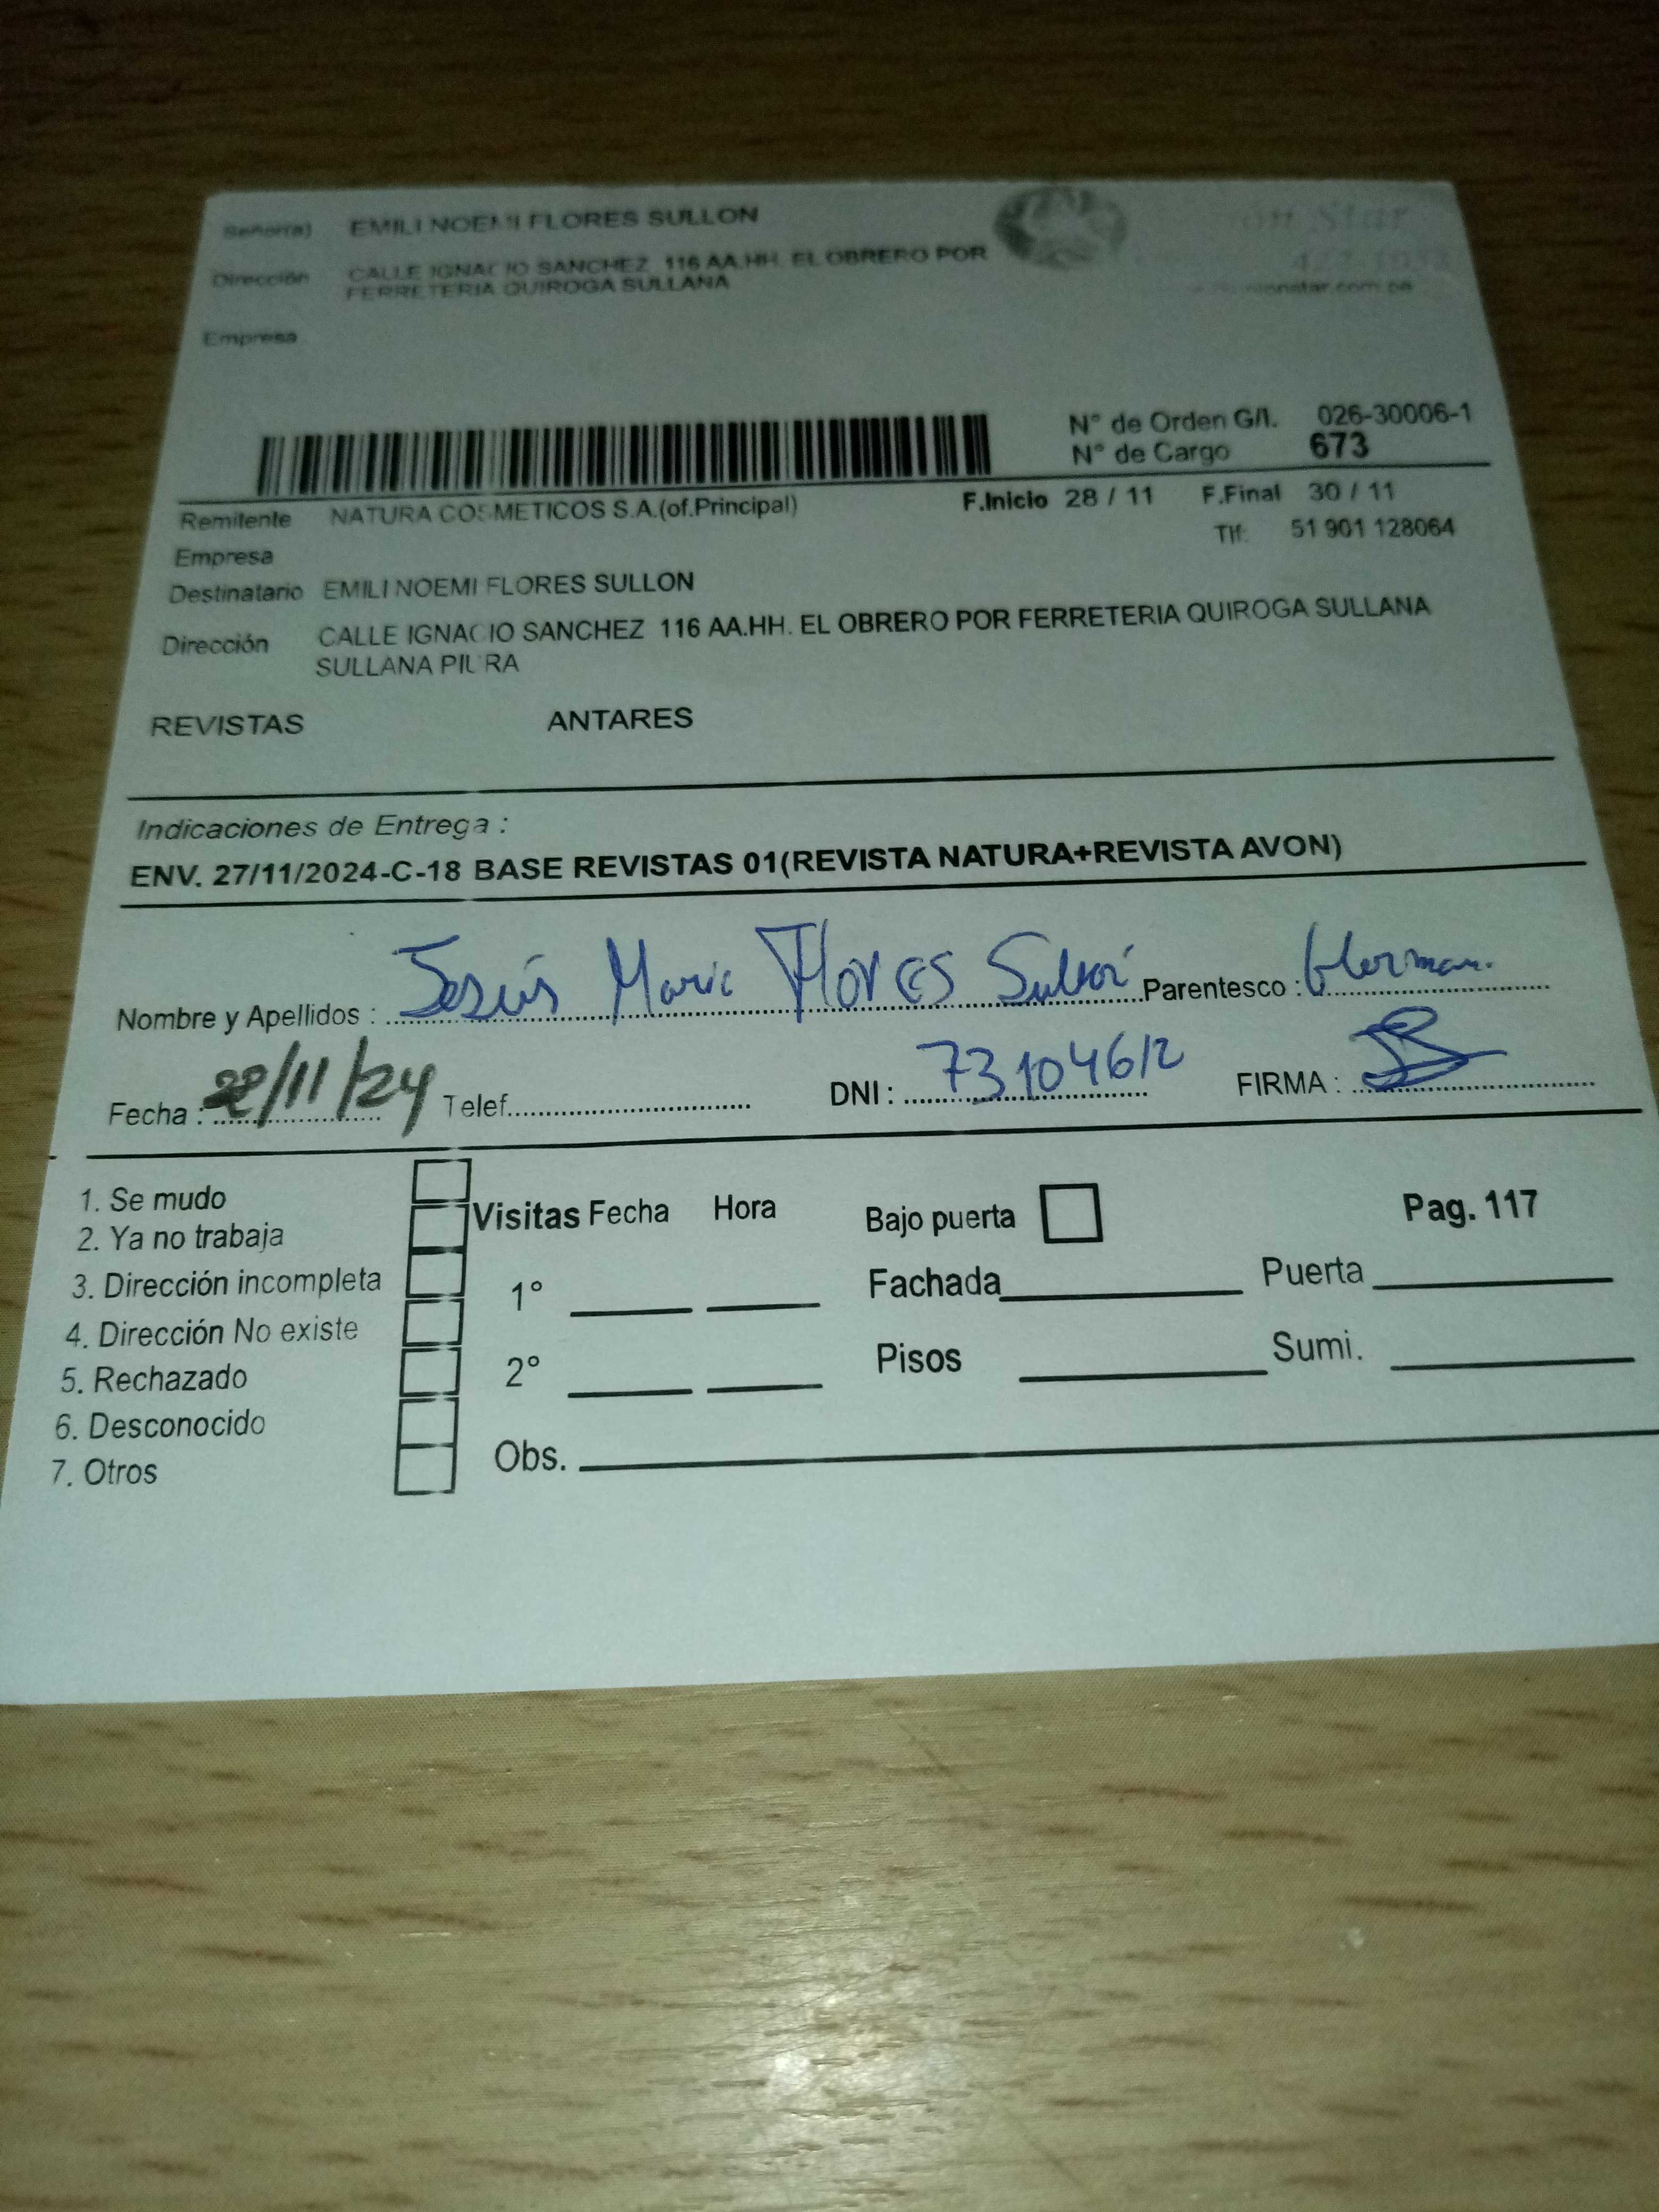 Señor(a) EMILI NOEMI FLORES SULLON
Dirección CALLE IGNACIO SANCHEZ 116 AA.HH. EL OBRERO POR
FERRETERIA QUIROGA SULLANA
Star
Empresa
N° de Orden G/I. 026-30006-1
N° de Cargo 673
Remitente NATURA COSMETICOS S.A.(of.Principal) F.Inicio 28 / 11 F.Final 30 / 11
Empresa Tlf: 51 901 128064
Destinatario EMILI NOEMI FLORES SULLON
Dirección CALLE IGNACIO SANCHEZ 116 AA.HH. EL OBRERO POR FERRETERIA QUIROGA SULLANA
SULLANA PIURA
REVISTAS ANTARES
Indicaciones de Entrega :
ENV. 27/11/2024-C-18 BASE REVISTAS 01(REVISTA NATURA+REVISTA AVON)
Nombre y Apellidos : Jesús Maria Flores Parentesco :
Fecha : /11/24 Telef. DNI : 73104612 FIRMA :
1. Se mudo
2. Ya no trabaja
3. Dirección incompleta
4. Dirección No existe
5. Rechazado
6. Desconocido
7. Otros
Visitas Fecha Hora
1°
2°
Obs.
Bajo puerta Pag. 117
Fachada Puerta
Pisos Sumi.